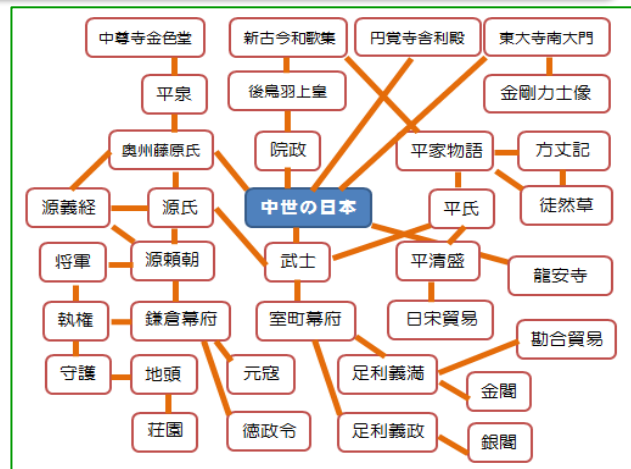 中尊寺金色堂
新古今和歌集
円覚寺舎利殿
東大寺南大門
平泉
後鳥羽上皇
金剛力士像
奥州藤原氏
院政
平家物語
方丈記
源義経
源氏
中世の日本
平氏
徒然草
将軍
源頼朝
武士
平清盛
龍安寺
執権
鎌倉幕府
室町幕府
日宋貿易
勘合貿易
守護
地頭
元寇
足利義満
金閣
荘園
徳政令
足利義政
銀閣